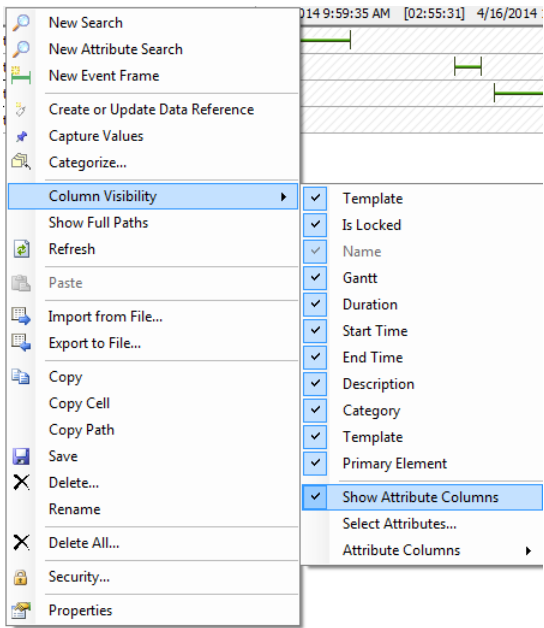 014 9:59:35 AM [02:55:31] 4/16/2014
New Search
New Attribute Search
New Event Frame
Create or Update Data Reference
Capture Values
Categorize...
Column Visibility
Show Full Paths
Refresh
Paste
Import from File...
Export to File...
Copy
Copy Cell
Copy Path
Save
Delete...
Rename
Delete All...
Security...
Properties
Template
Is Locked
Name
Gantt
Duration
Start Time
End Time
Description
Category
Template
Primary Element
Show Attribute Columns
Select Attributes...
Attribute Columns